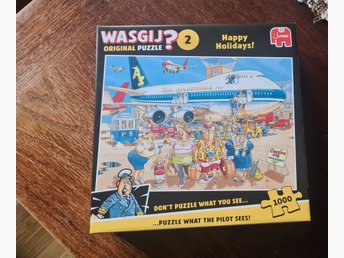 WASGIJ?
ORIGINAL PUZZLE
2
Happy
Holidays!
Jumbo
DON'T PUZZLE WHAT YOU SEE...
...PUZZLE WHAT THE PILOT SEES!
1000